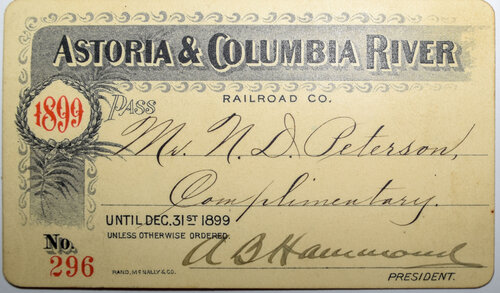 ASTORIA & COLUMBIA RIVER
RAILROAD CO.
1899
PASS
Mr. N. D. Peterson,
Complimentary.
UNTIL DEC. 31ST 1899
UNLESS OTHERWISE ORDERED.
No. 296
A B Hammond
PRESIDENT.
RAND, MCNALLY & CO.